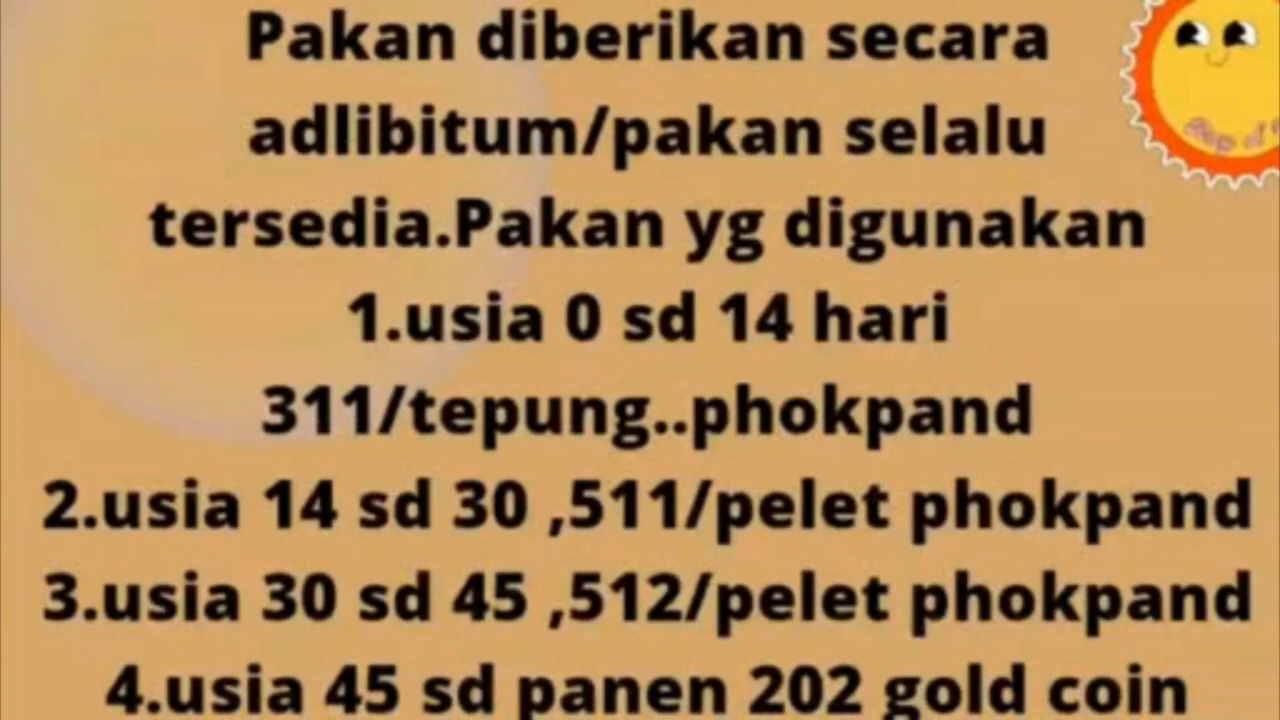 Pakan diberikan secara
adlibitum/pakan selalu
tersedia.Pakan yg digunakan
1.usia 0 sd 14 hari
311/tepung..phokpand
2.usia 14 sd 30 ,511/pelet phokpand
3.usia 30 sd 45 ,512/pelet phokpand
4.usia 45 sd panen 202 gold coin